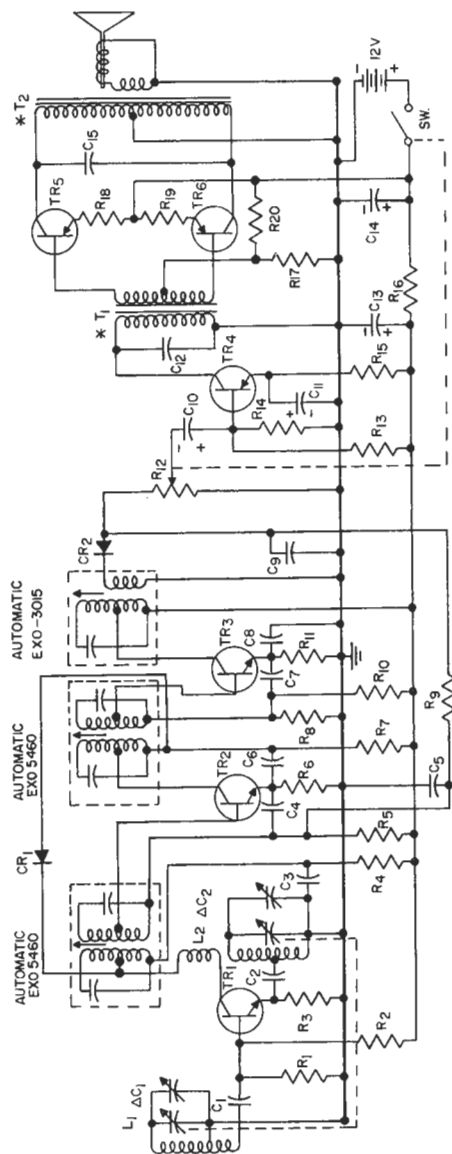 L1 ΔC1
C1
R1
R2
TR1
R3
L2 ΔC2
C2
C3
AUTOMATIC
EXO 5460
CR1
R4
R5
C4
TR2
R6
C6
C5
R7
AUTOMATIC
EXO 5460
R8
R9
R10
TR3
C7
C8
R11
AUTOMATIC
EXO-3015
CR2
C9
R12
C10
- +
R13
R14
TR4
C11
+ -
R15
C12
* T1
C13
- +
R16
R17
R20
TR5
R18
R19
TR6
C14
- +
C15
* T2
SW.
12V
- +